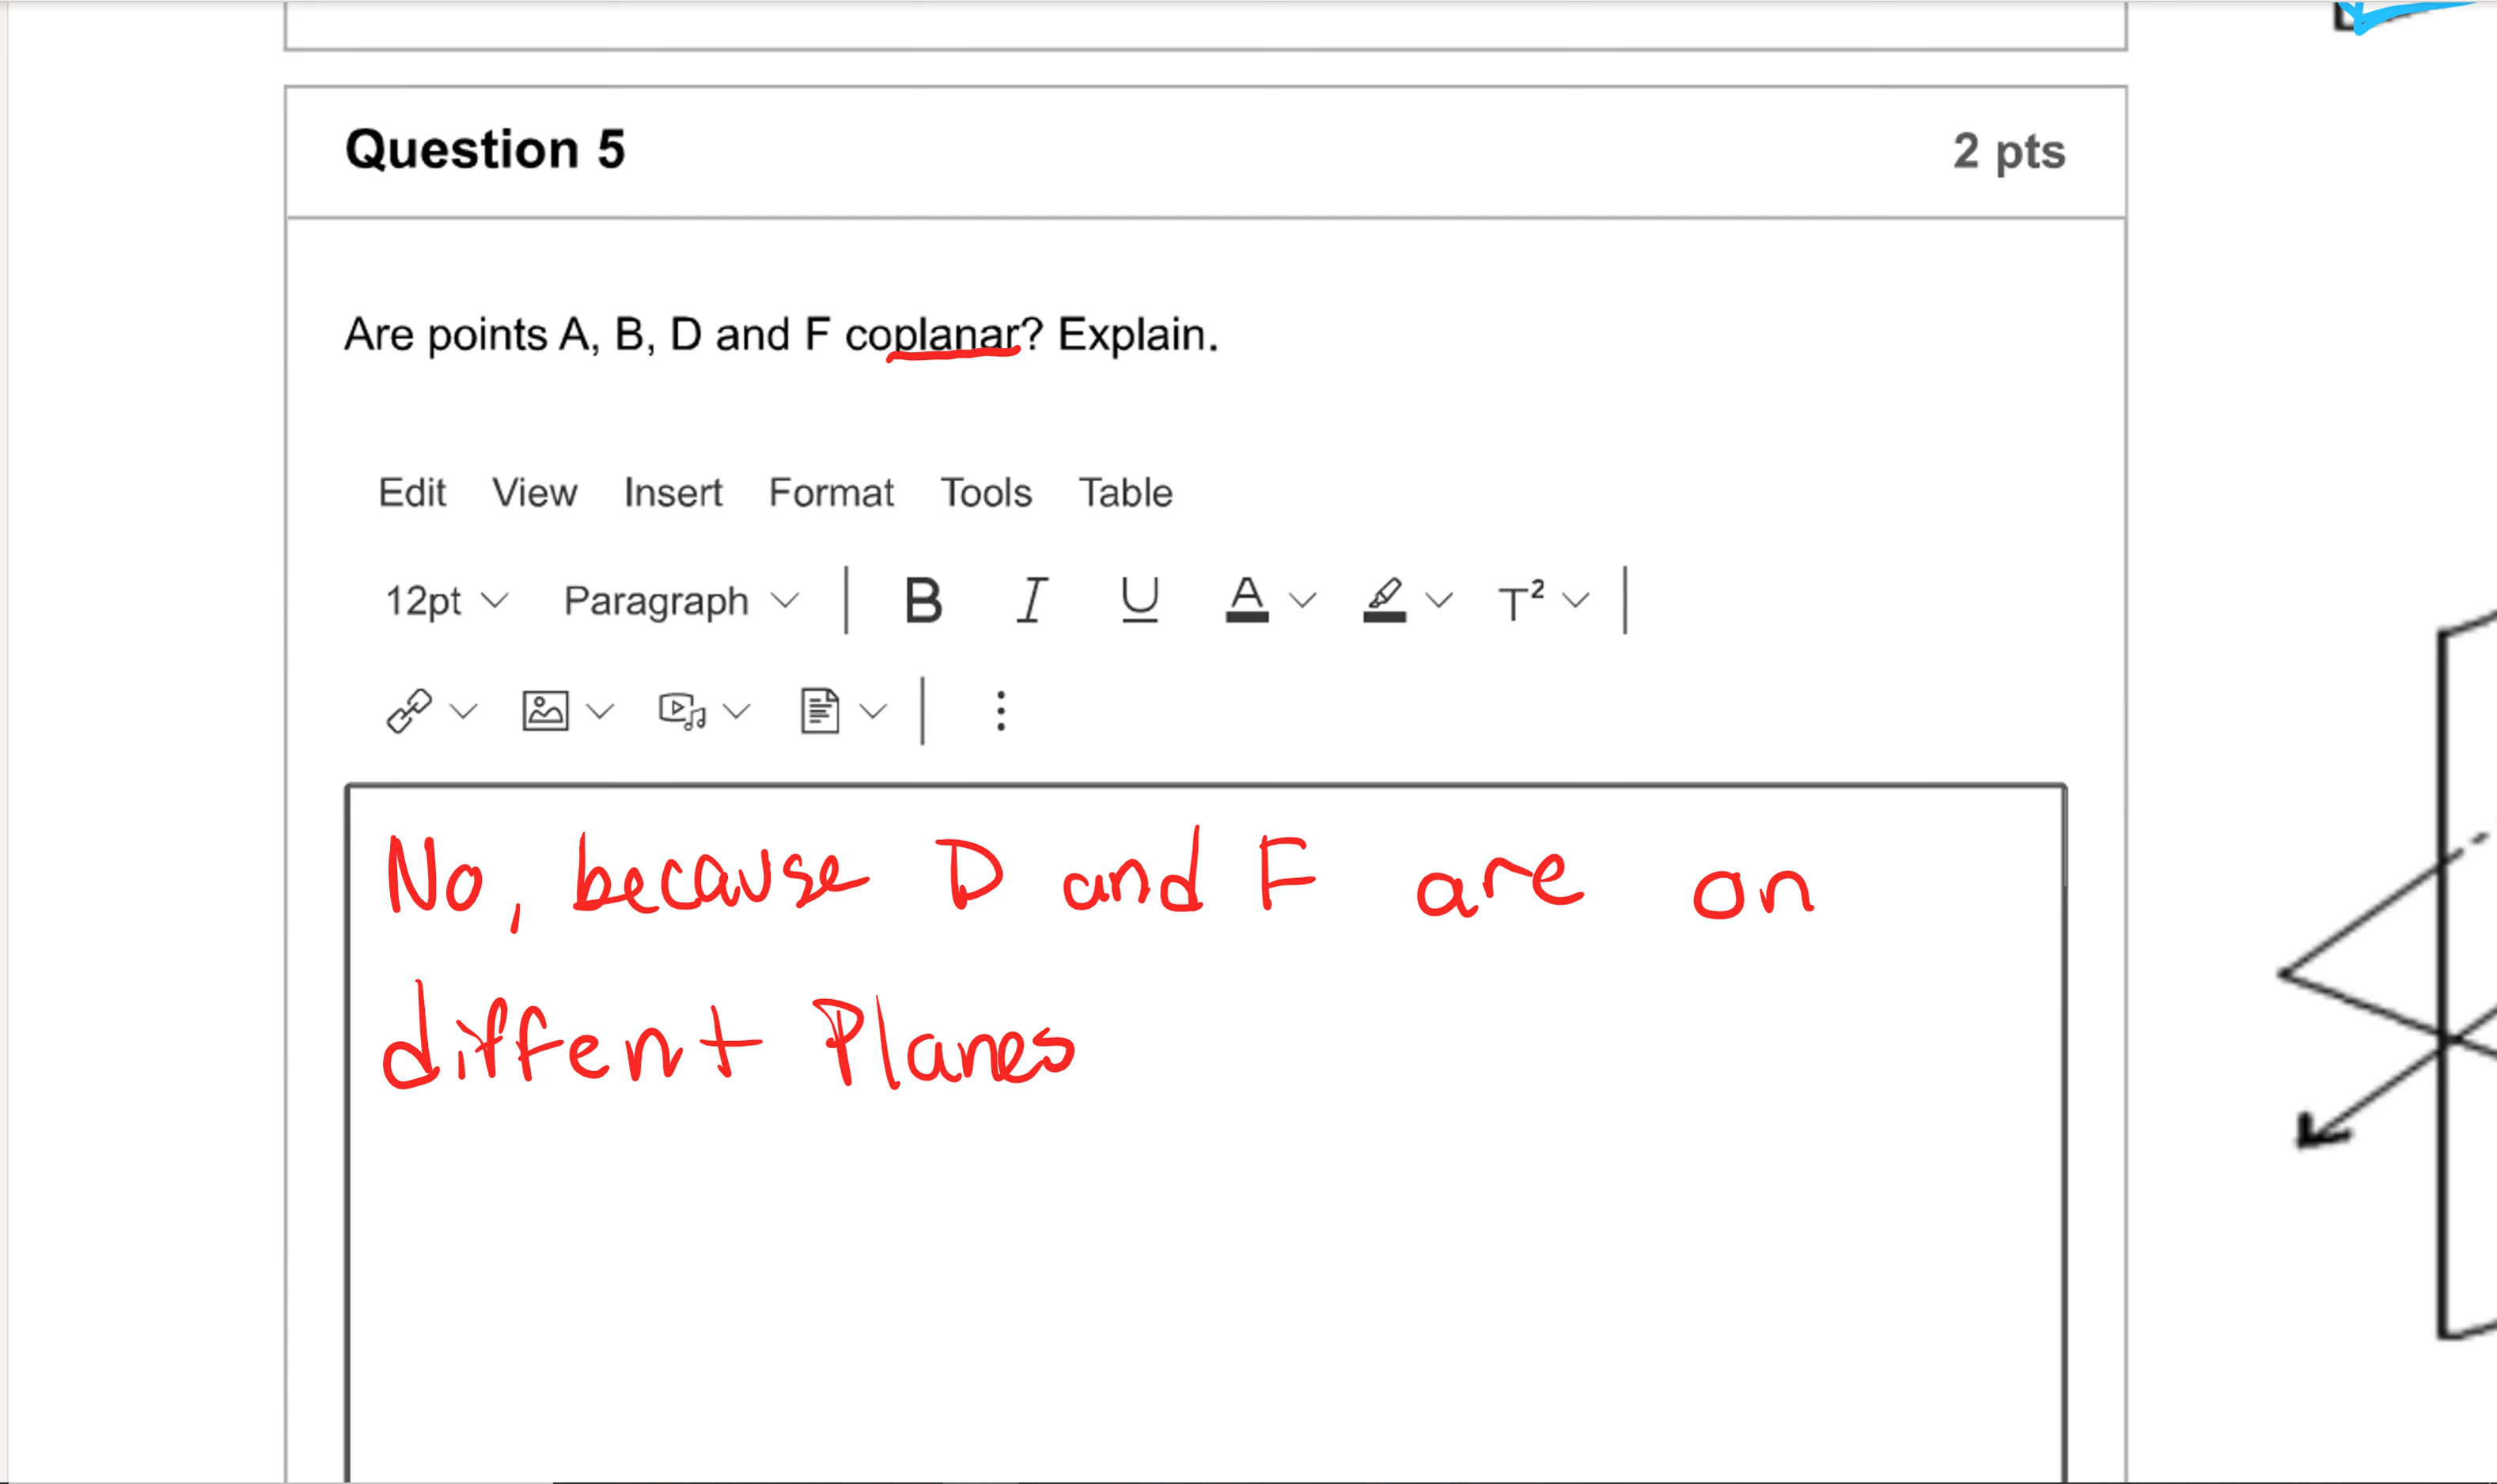 Question 5
2 pts
Are points A, B, D and F coplanar? Explain.
Edit View Insert Format Tools Table
12pt Paragraph B I U A T²
No, because D and F are on
diffent Planes